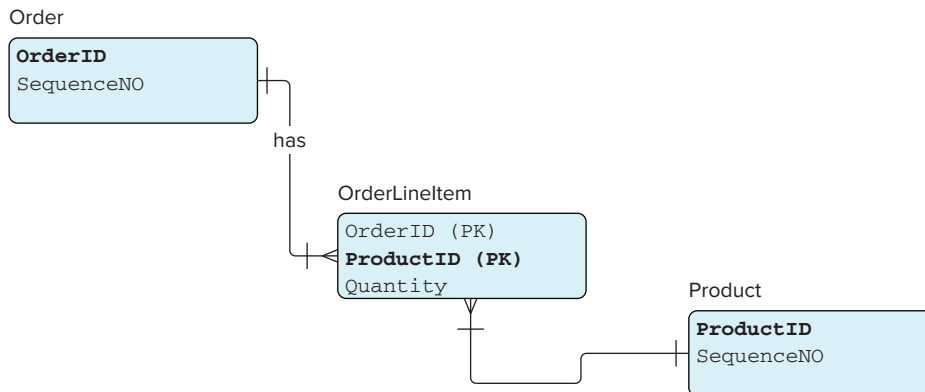 Order
OrderID
SequenceNO
has
OrderLineItem
OrderID (PK)
ProductID (PK)
Quantity
Product
ProductID
SequenceNO